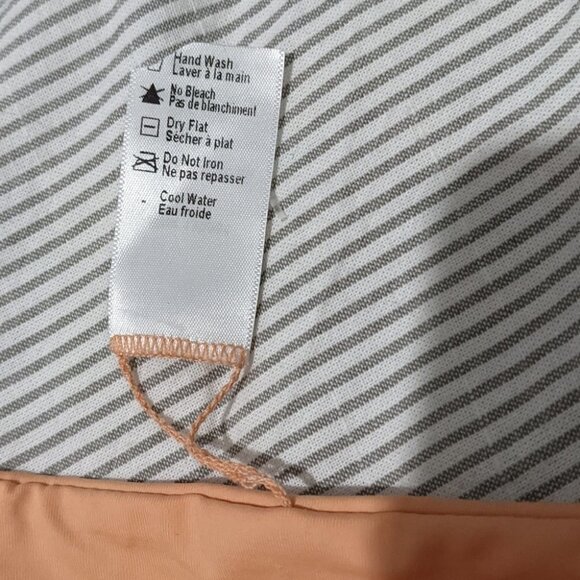 Hand Wash
Laver à la main
No Bleach
Pas de blanchiment
Dry Flat
Sécher à plat
Do Not Iron
Ne pas repasser
- Cool Water
Eau froide